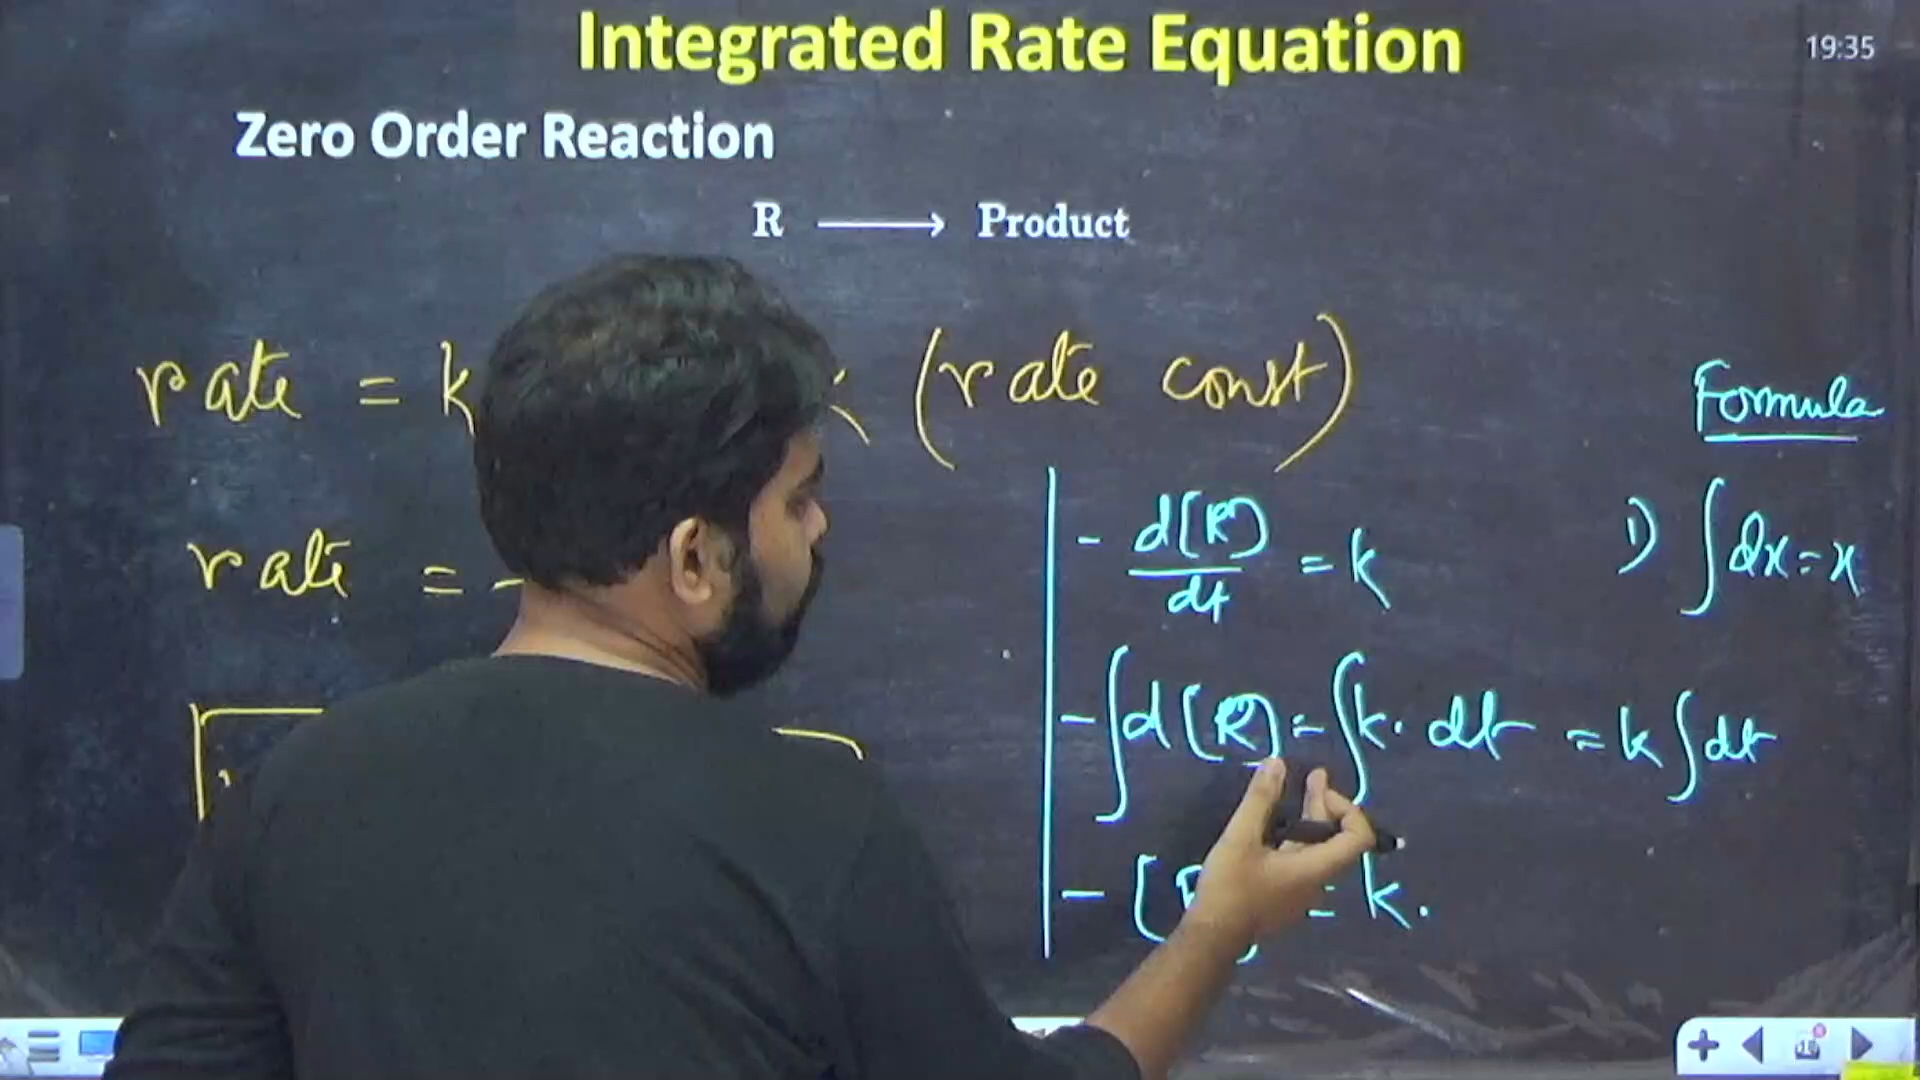 Integrated Rate Equation
19:35
Zero Order Reaction
R ⟶ Product
rate = k (rate const)
Formula
rate = -
- d[R]/dt = k
1) ∫dx = x
- ∫d[R] = ∫k. dt = k∫dt
- [R] = k.